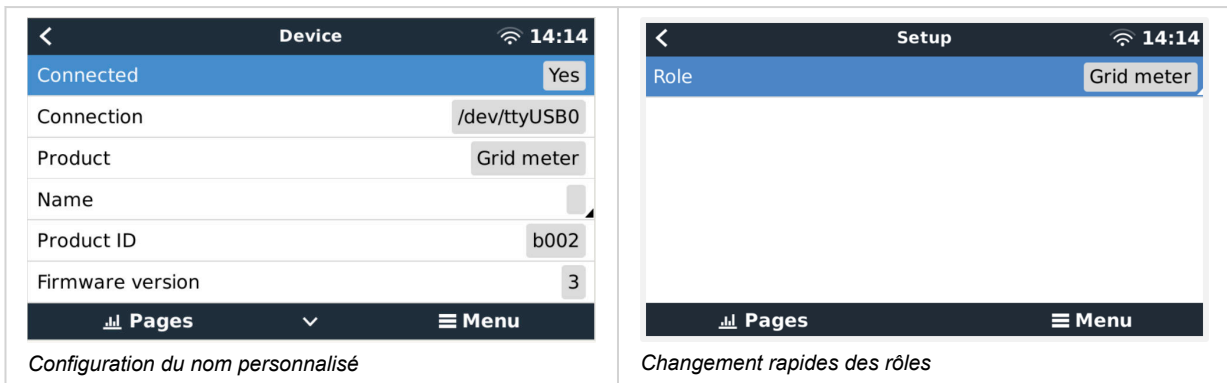 Device
14:14
Connected
Yes
Connection
/dev/ttyUSB0
Product
Grid meter
Name
Product ID
b002
Firmware version
3
Pages
Menu
Configuration du nom personnalisé
Setup
14:14
Role
Grid meter
Pages
Menu
Changement rapides des rôles